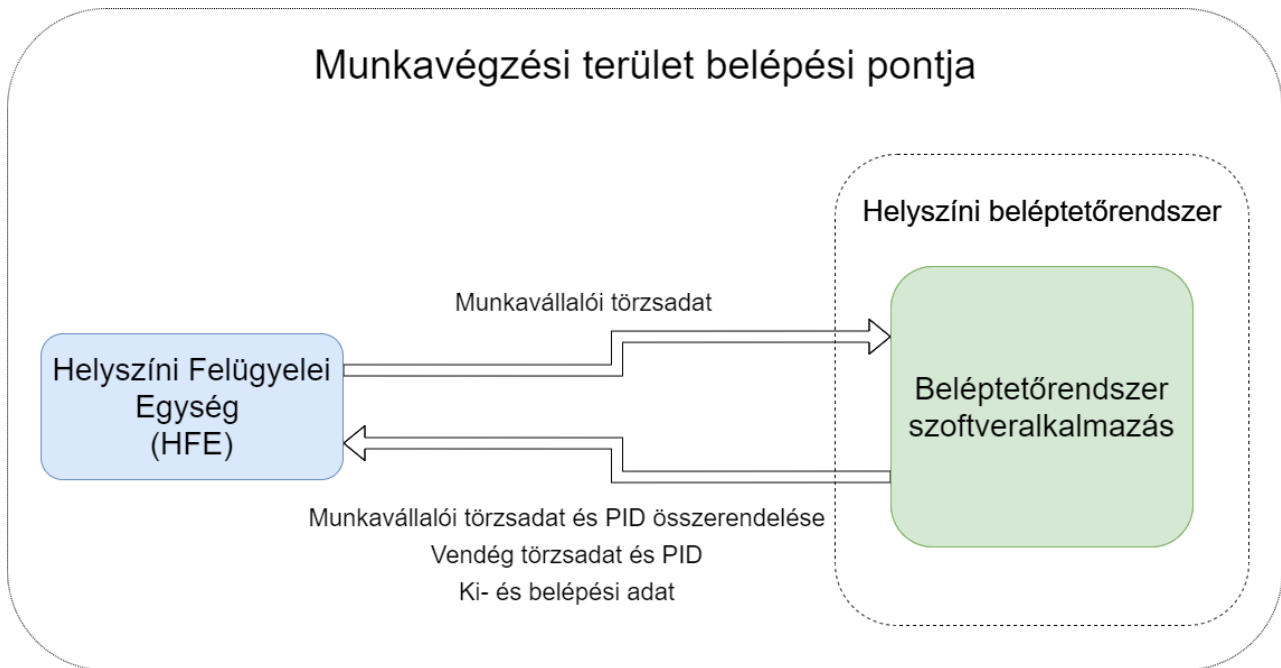 Munkavégzési terület belépési pontja
Helyszíni beléptetőrendszer
Munkavállalói törzsadat
Helyszíni Felügyelei
Egység
(HFE)
Beléptetőrendszer
szoftveralkalmazás
Munkavállalói törzsadat és PID összerendelése
Vendég törzsadat és PID
Ki- és belépési adat